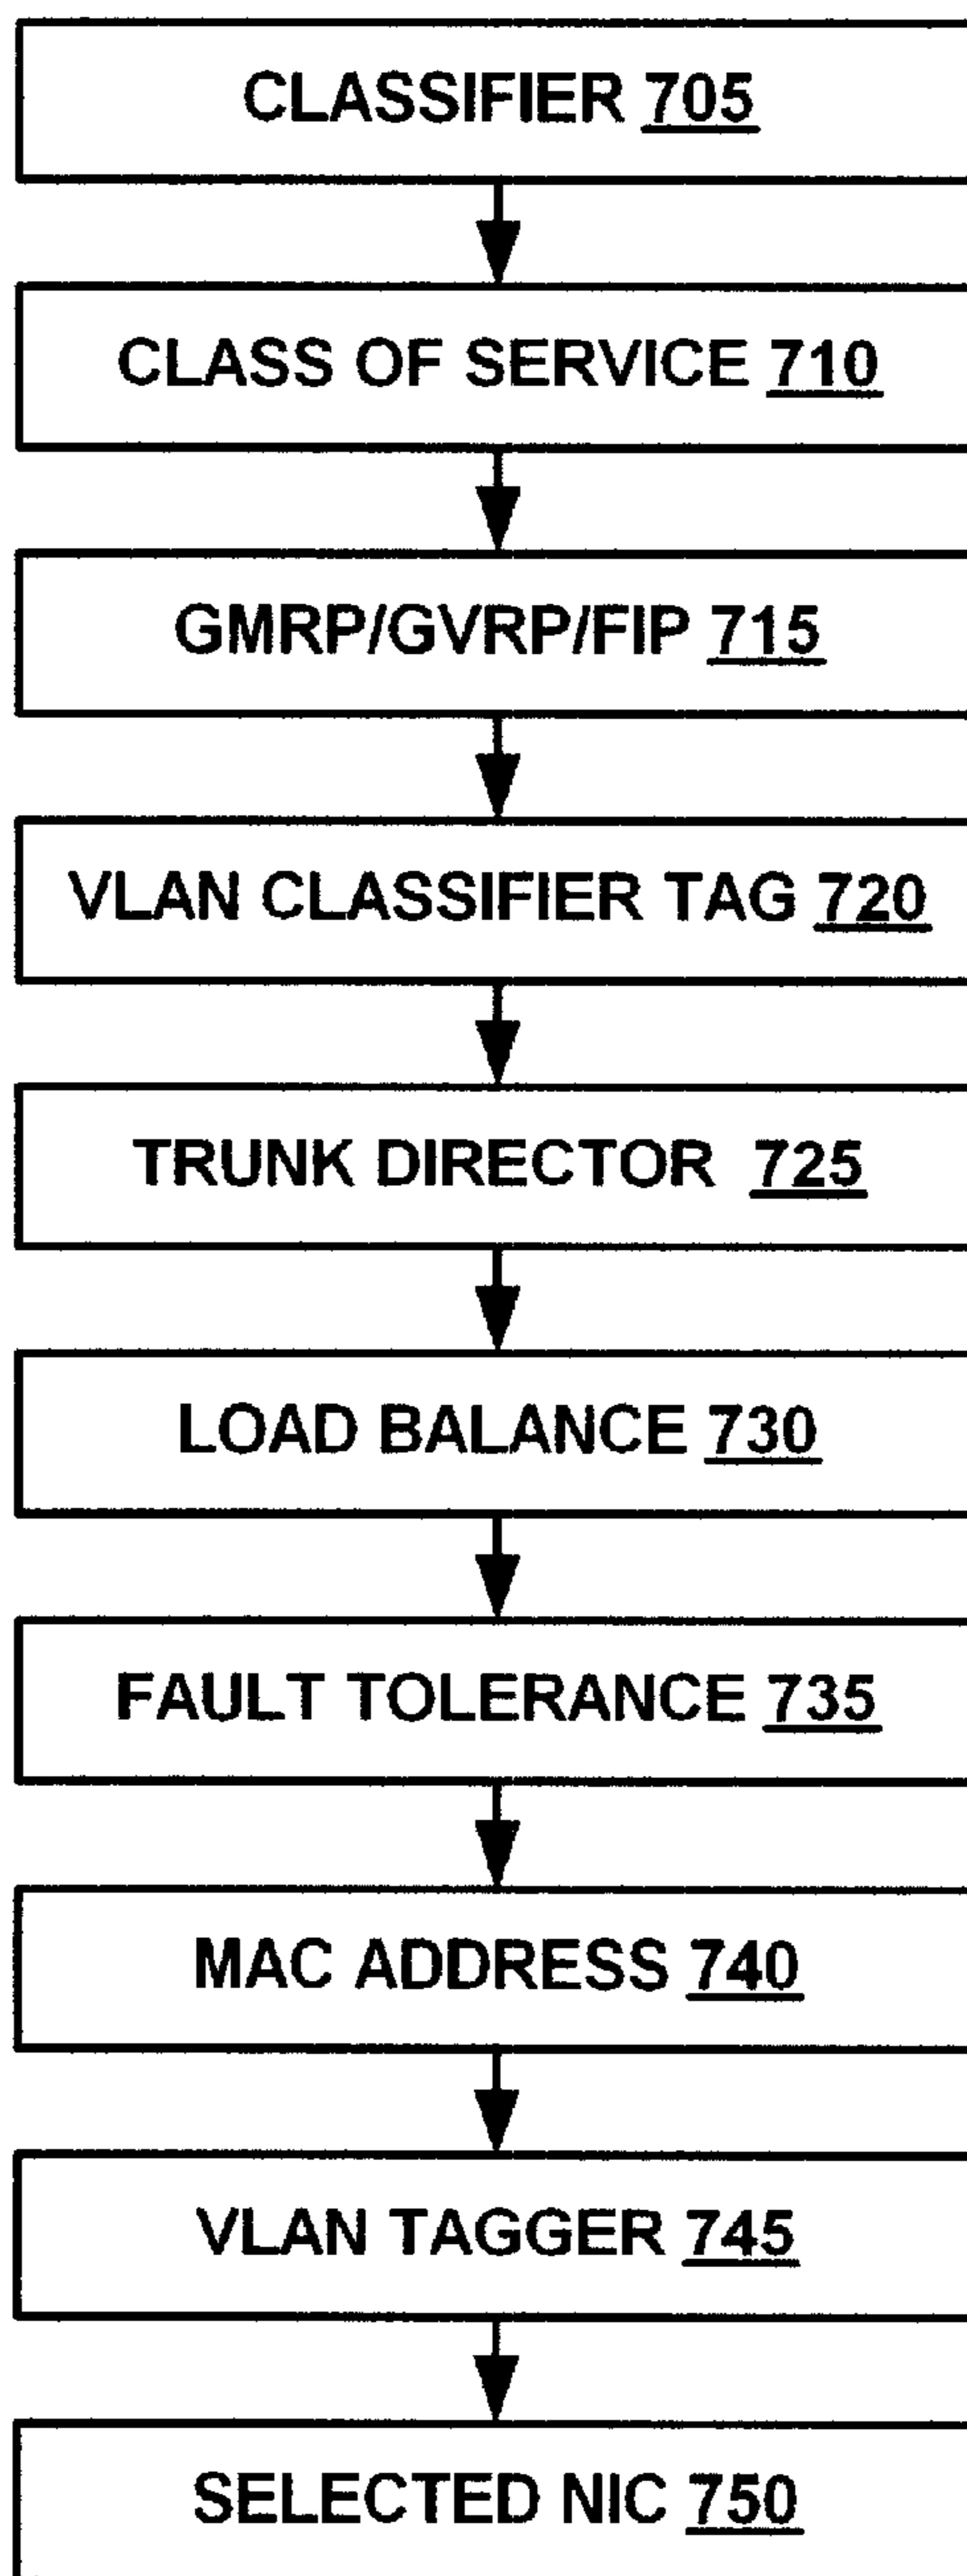 CLASSIFIER 705
CLASS OF SERVICE 710
GMRP/GVRP/FIP 715
VLAN CLASSIFIER TAG 720
TRUNK DIRECTOR 725
LOAD BALANCE 730
FAULT TOLERANCE 735
MAC ADDRESS 740
VLAN TAGGER 745
SELECTED NIC 750